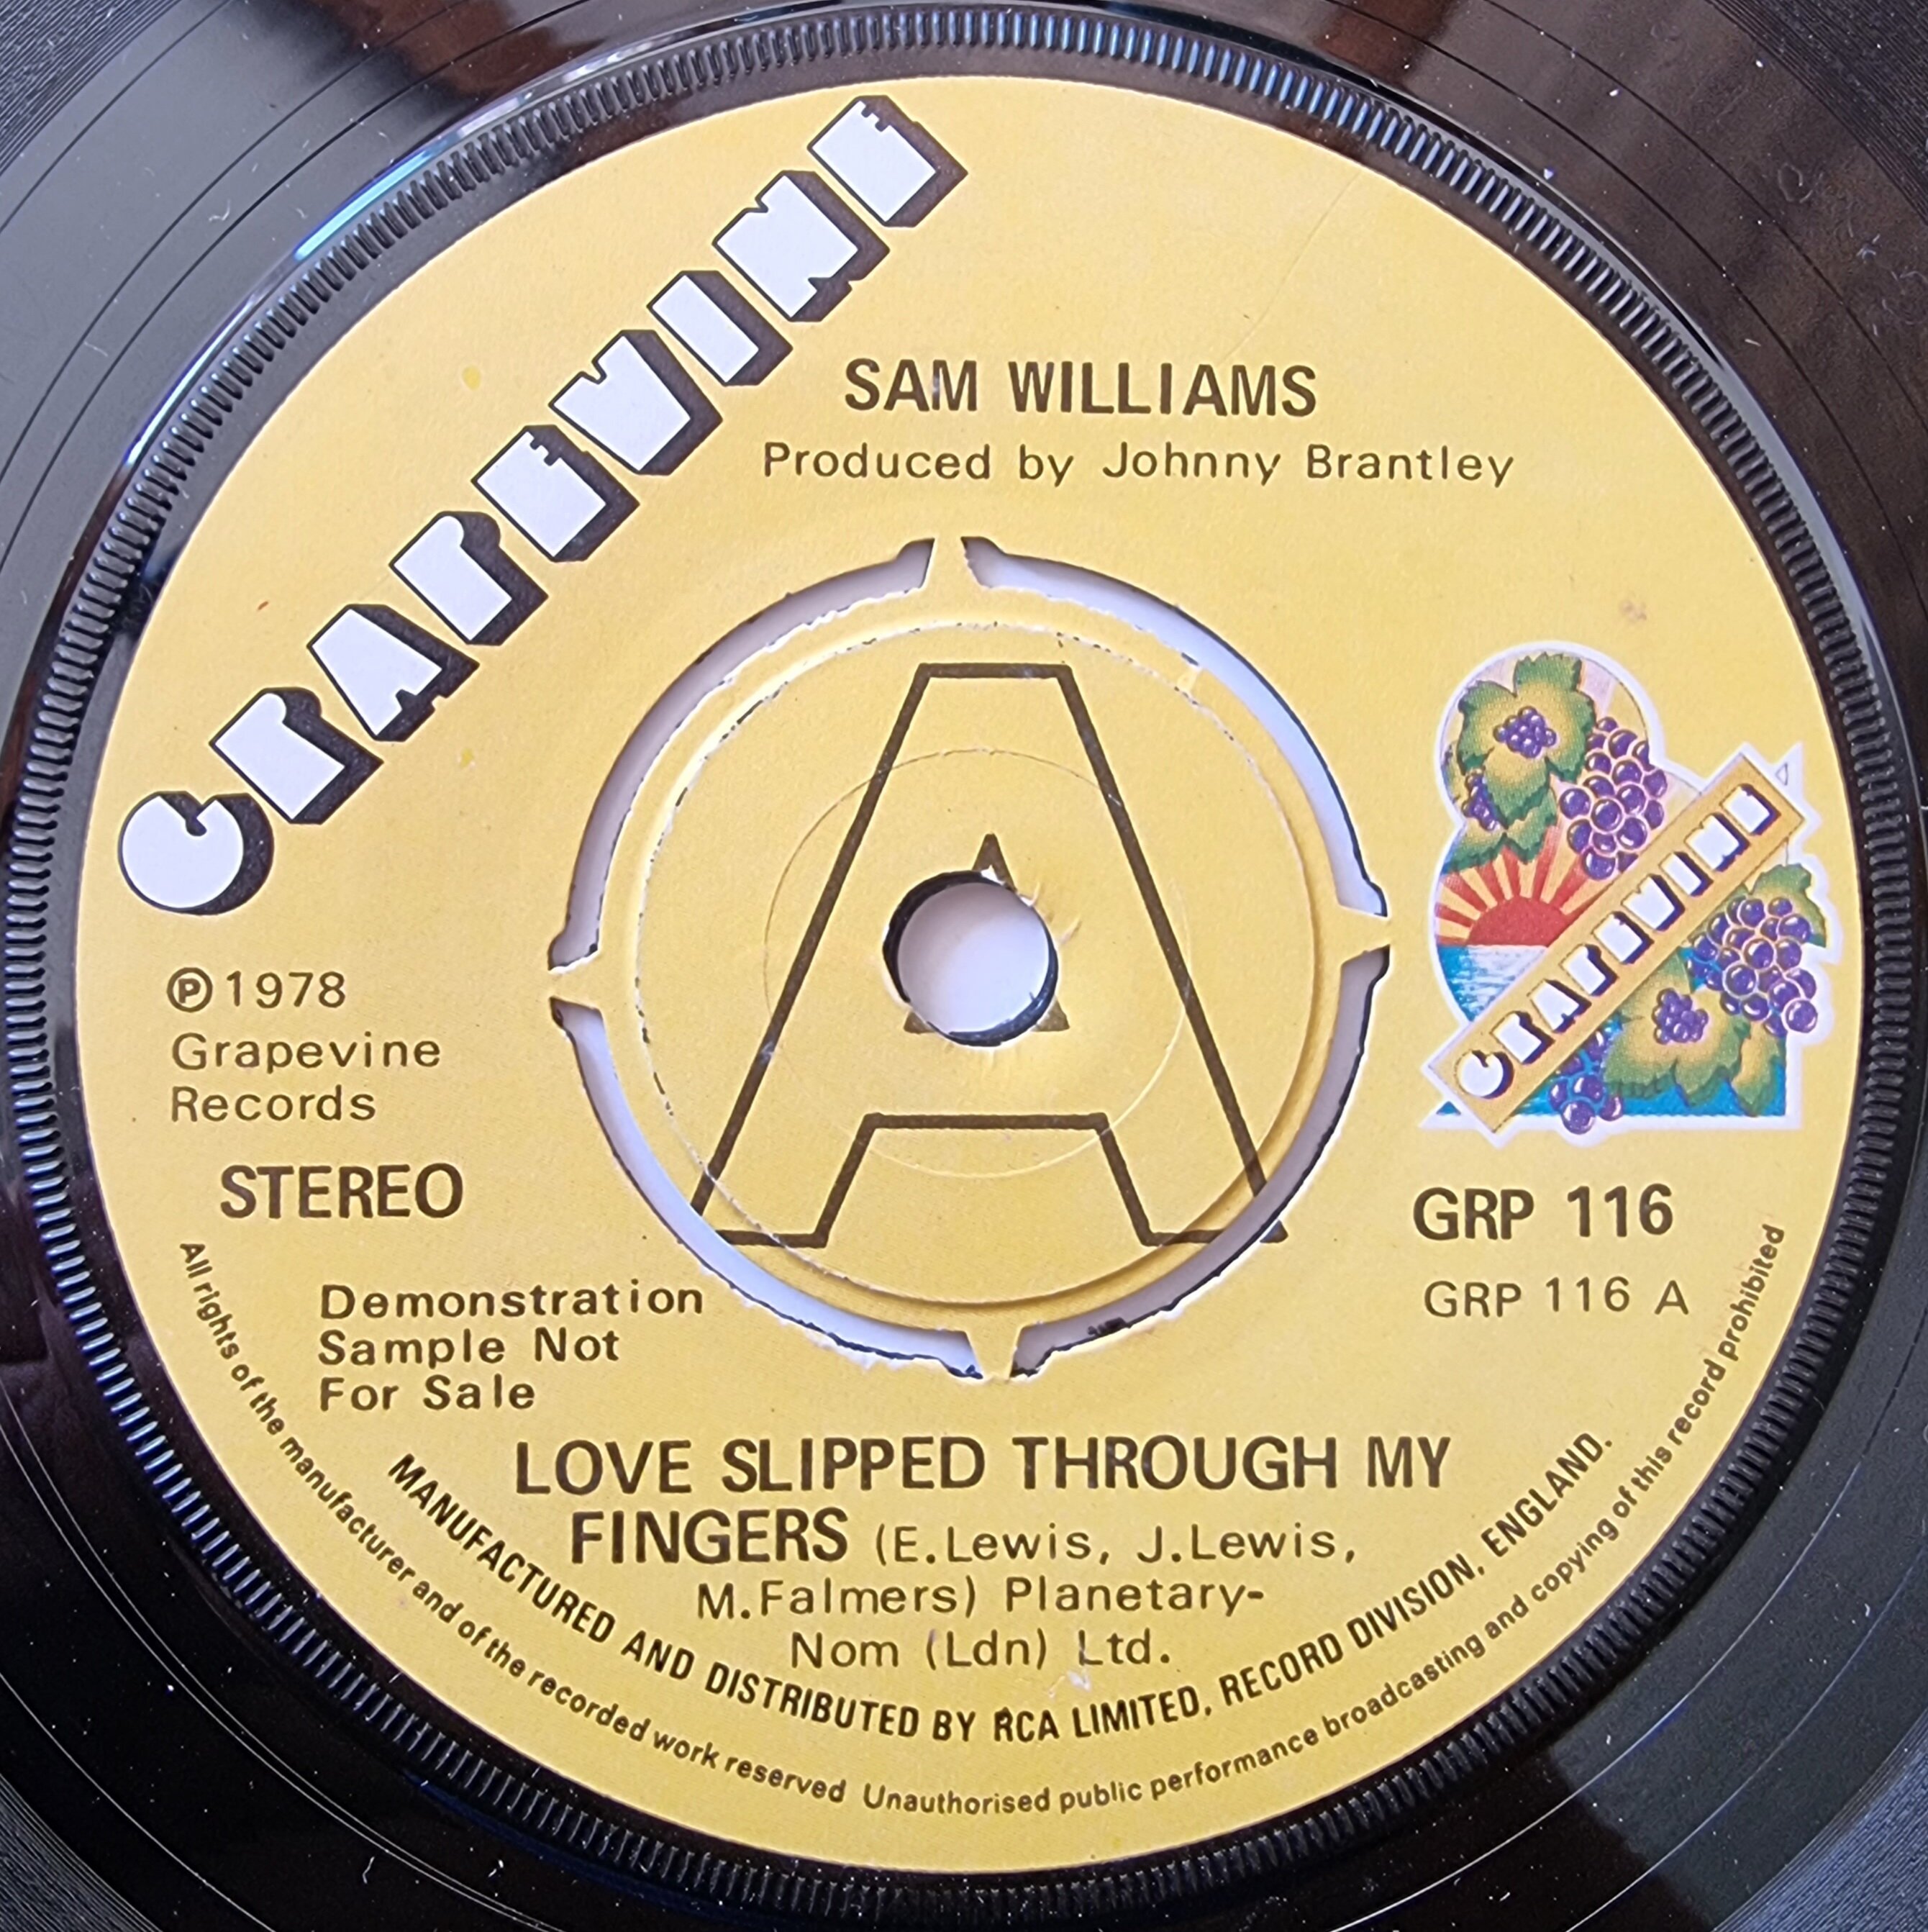 GRAPEVINE
SAM WILLIAMS
Produced by Johnny Brantley
A
GRAPEVINE
Ⓟ1978
Grapevine
Records
STEREO
GRP 116
GRP 116 A
Demonstration
Sample Not
For Sale
LOVE SLIPPED THROUGH MY
FINGERS (E.Lewis, J.Lewis,
M.Falmers) Planetary-
Nom (Ldn) Ltd.
MANUFACTURED AND DISTRIBUTED BY RCA LIMITED, RECORD DIVISION, ENGLAND.
All rights of the manufacturer and of the recorded work reserved Unauthorised public performance broadcasting and copying of this record prohibited